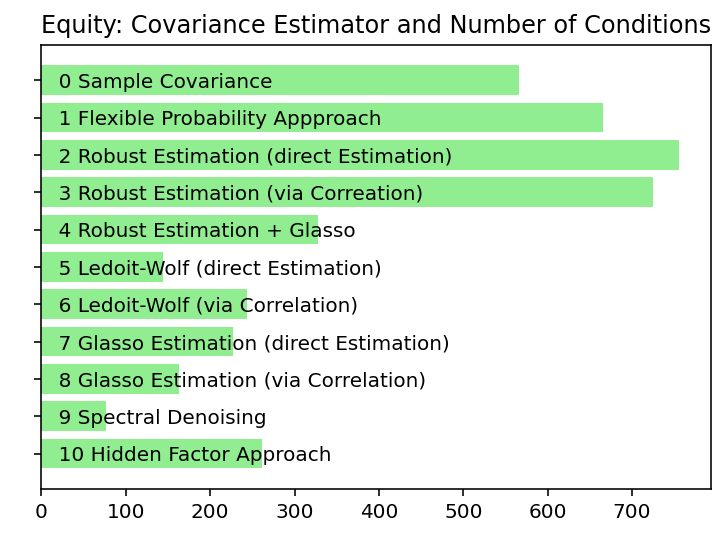 Equity: Covariance Estimator and Number of Conditions
0 Sample Covariance
1 Flexible Probability Appproach
2 Robust Estimation (direct Estimation)
3 Robust Estimation (via Correation)
4 Robust Estimation + Glasso
5 Ledoit-Wolf (direct Estimation)
6 Ledoit-Wolf (via Correlation)
7 Glasso Estimation (direct Estimation)
8 Glasso Estimation (via Correlation)
9 Spectral Denoising
10 Hidden Factor Approach
0 100 200 300 400 500 600 700